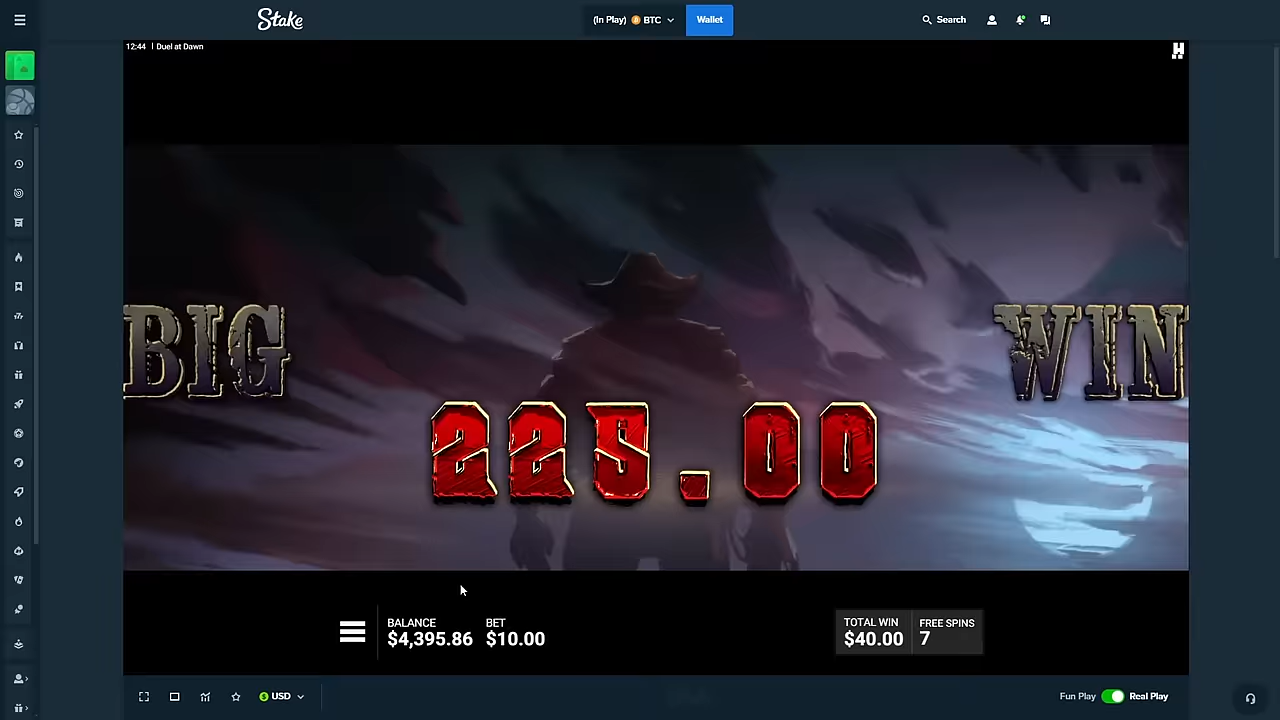 Stake
(In Play) BTC
Wallet
Search
12:44 | Duel at Dawn
BIG WIN
225.00
BALANCE
$4,395.86
BET
$10.00
TOTAL WIN
$40.00
FREE SPINS
7
USD
Fun Play
Real Play